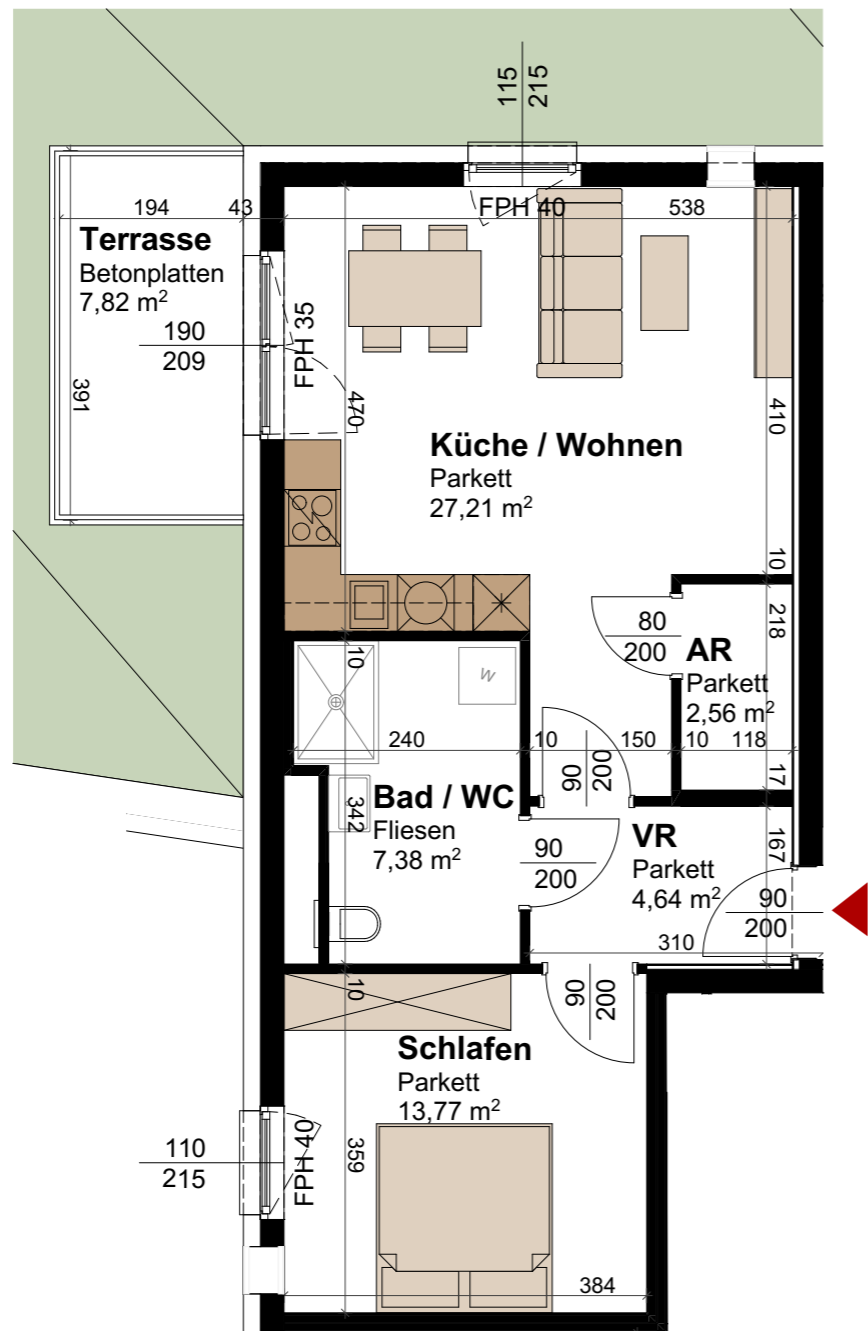 115
215
194
43
FPH 40
538
Terrasse
Betonplatten
7,82 m²
190
209
FPH 35
391
470
410
Küche / Wohnen
Parkett
27,21 m²
10
218
80
200
AR
Parkett
2,56 m²
10
W
240
10
150
10
118
90
200
17
342
Bad / WC
Fliesen
7,38 m²
90
200
VR
Parkett
4,64 m²
167
90
200
310
10
90
200
Schlafen
Parkett
13,77 m²
110
215
FPH 40
359
384